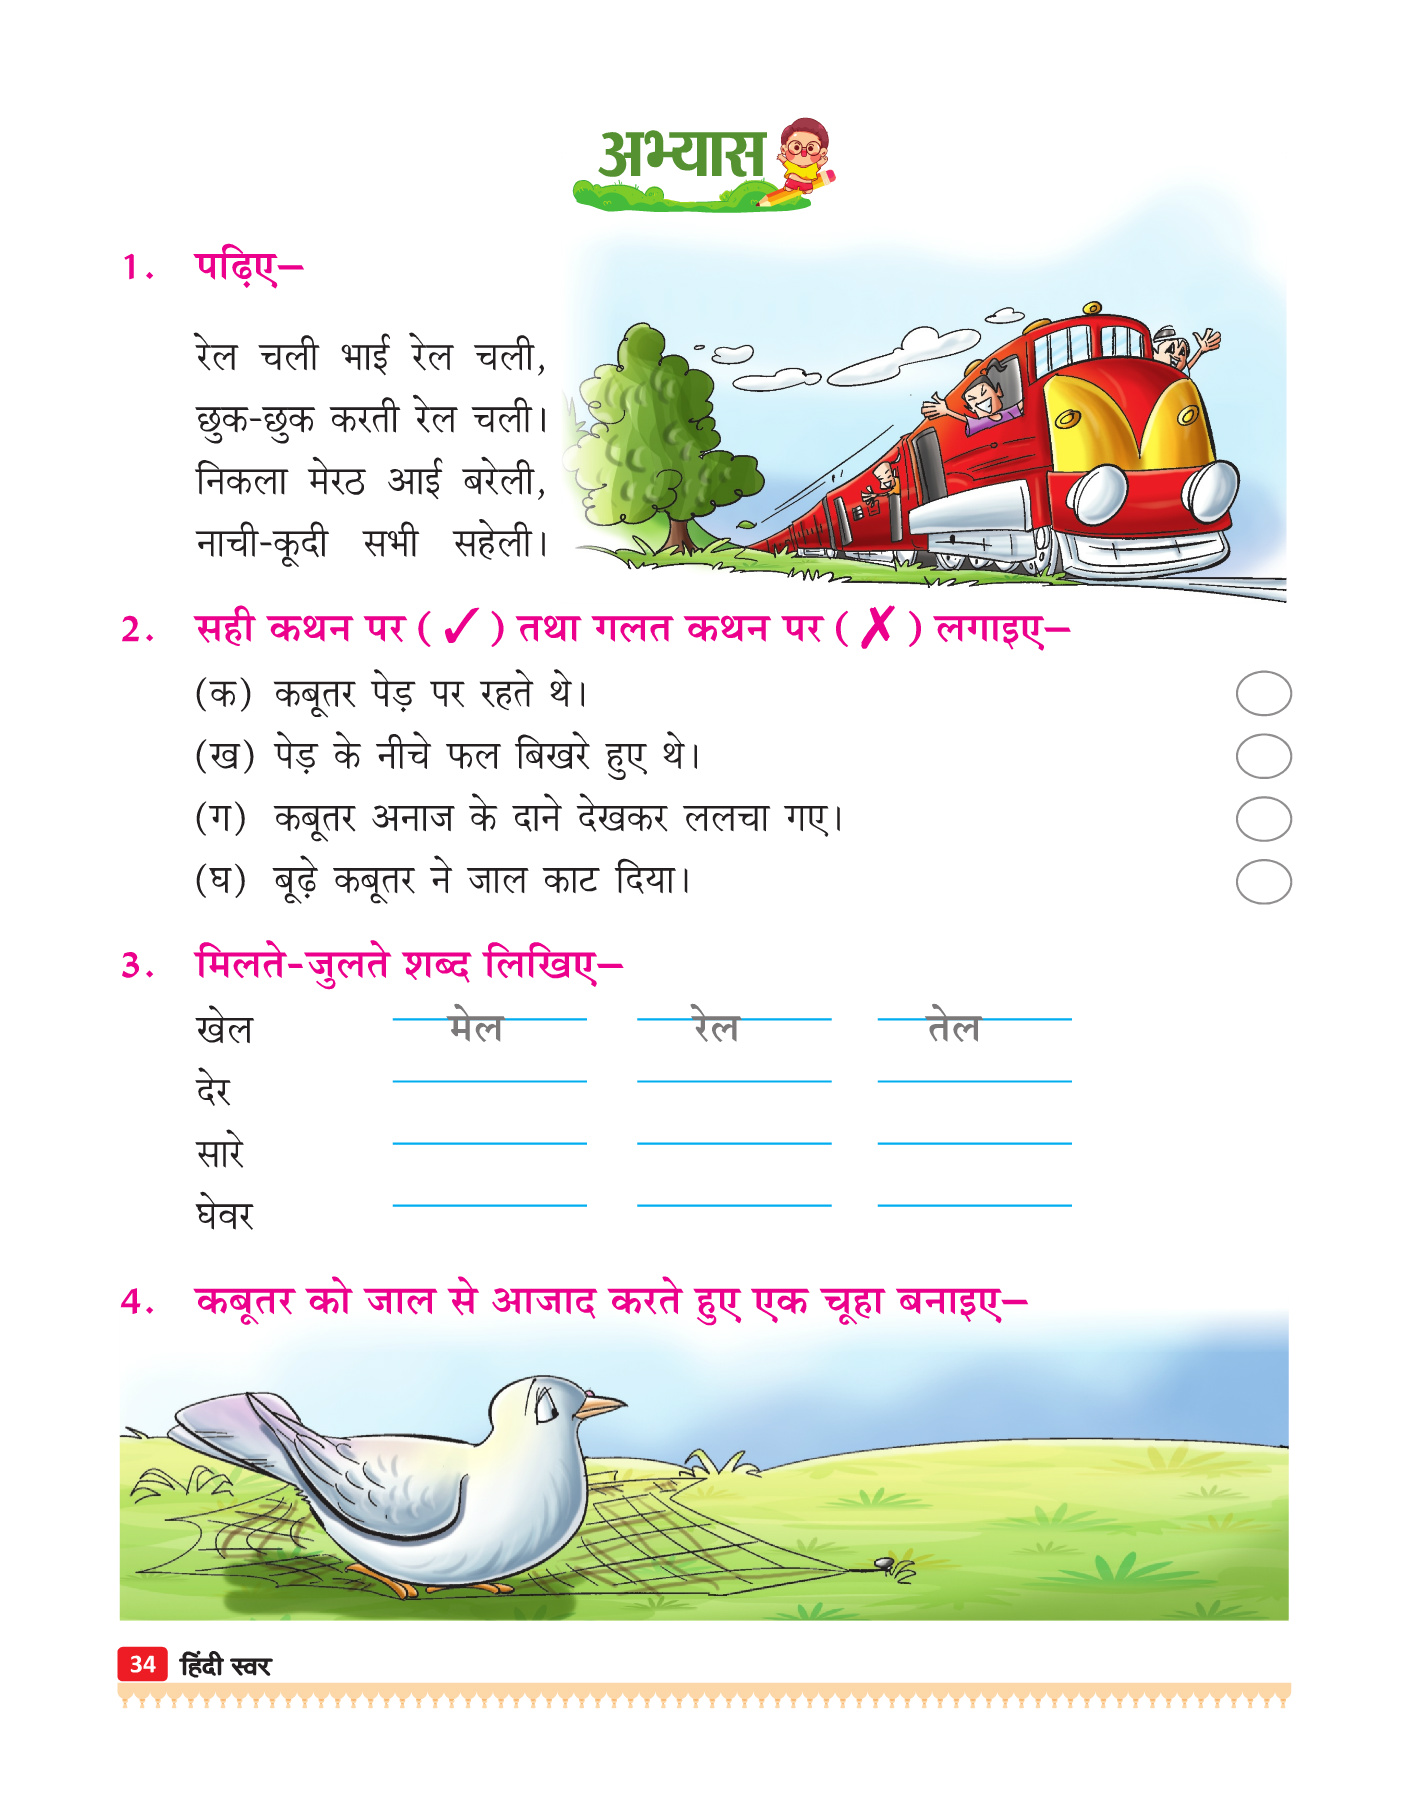 अभ्यास
1. पढ़िए–
रेल चली भाई रेल चली,
छुक-छुक करती रेल चली।
निकला मेरठ आई बरेली,
नाची-कूदी सभी सहेली।
2. सही कथन पर ( ✓ ) तथा गलत कथन पर ( ✗ ) लगाइए–
(क) कबूतर पेड़ पर रहते थे।
(ख) पेड़ के नीचे फल बिखरे हुए थे।
(ग) कबूतर अनाज के दाने देखकर ललचा गए।
(घ) बूढ़े कबूतर ने जाल काट दिया।
3. मिलते-जुलते शब्द लिखिए–
खेल मेल रेल तेल
देर
सारे
घेवर
4. कबूतर को जाल से आजाद करते हुए एक चूहा बनाइए–
34 हिंदी स्वर